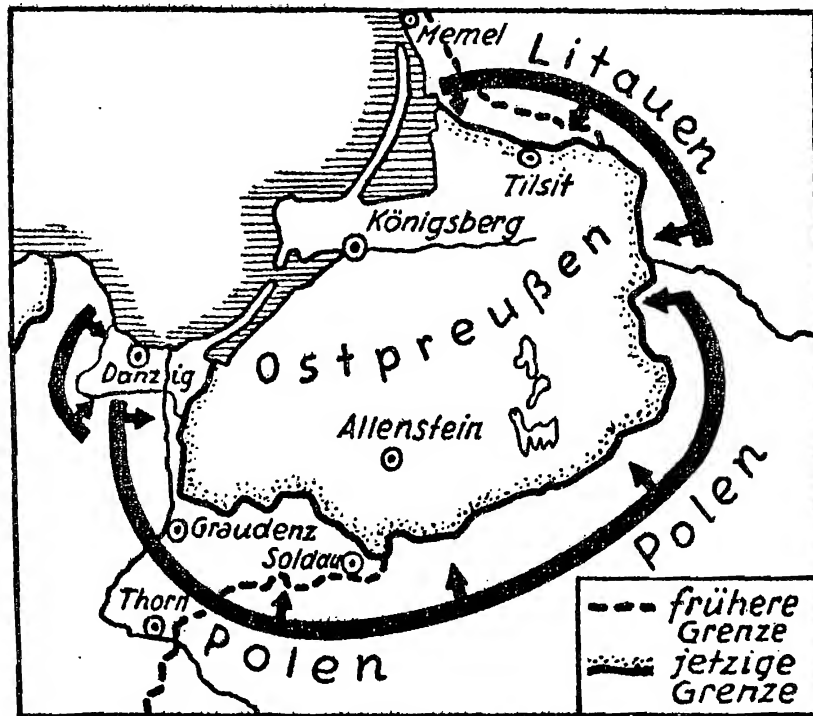 Memel
Litauen
Tilsit
Königsberg
Ostpreußen
Danzig
Allenstein
Graudenz
Soldau
Polen
Thorn
Polen
frühere
Grenze
jetzige
Grenze